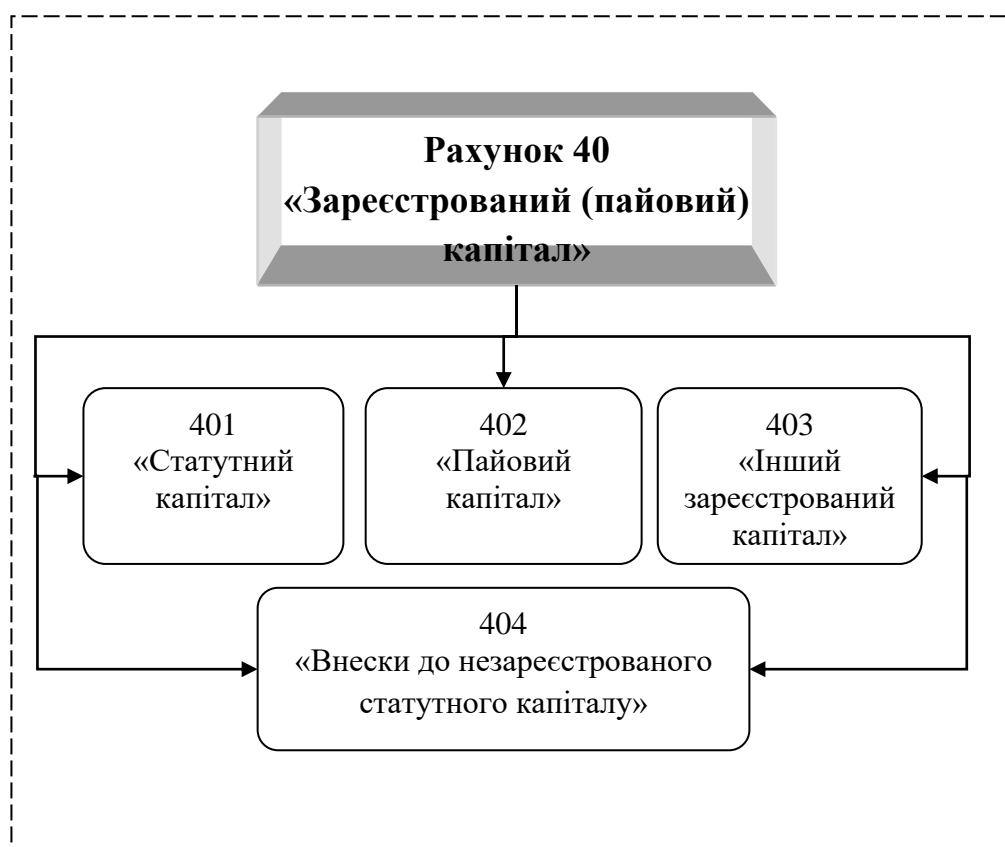 Рахунок 40
«Зареєстрований (пайовий)
капітал»
401
«Статутний
капітал»
402
«Пайовий
капітал»
403
«Інший
зареєстрований
капітал»
404
«Внески до незареєстрованого
статутного капіталу»